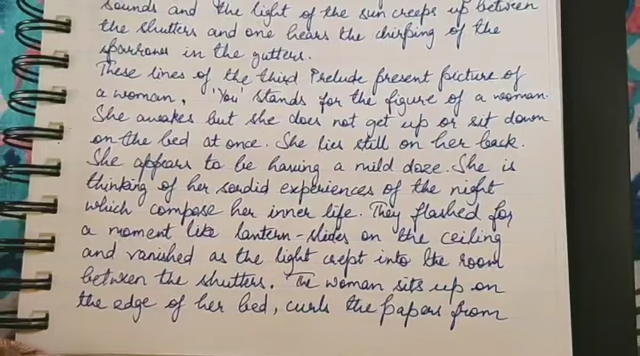 sounds and the light of the sun creeps up between
the shutters and one hears the chirping of the
sparrows in the gutters.
These lines of the third Prelude present picture of
a woman, 'You' stands for the figure of a woman.
She awakes but she does not get up or sit down
on the bed at once. She lies still on her back.
She appears to be having a mild doze. She is
thinking of her sordid experiences of the night
which compose her inner life. They flashed for
a moment like lantern-slides on the ceiling
and vanished as the light crept into the room
between the shutters. The woman sits up on
the edge of her bed, curls the papers from